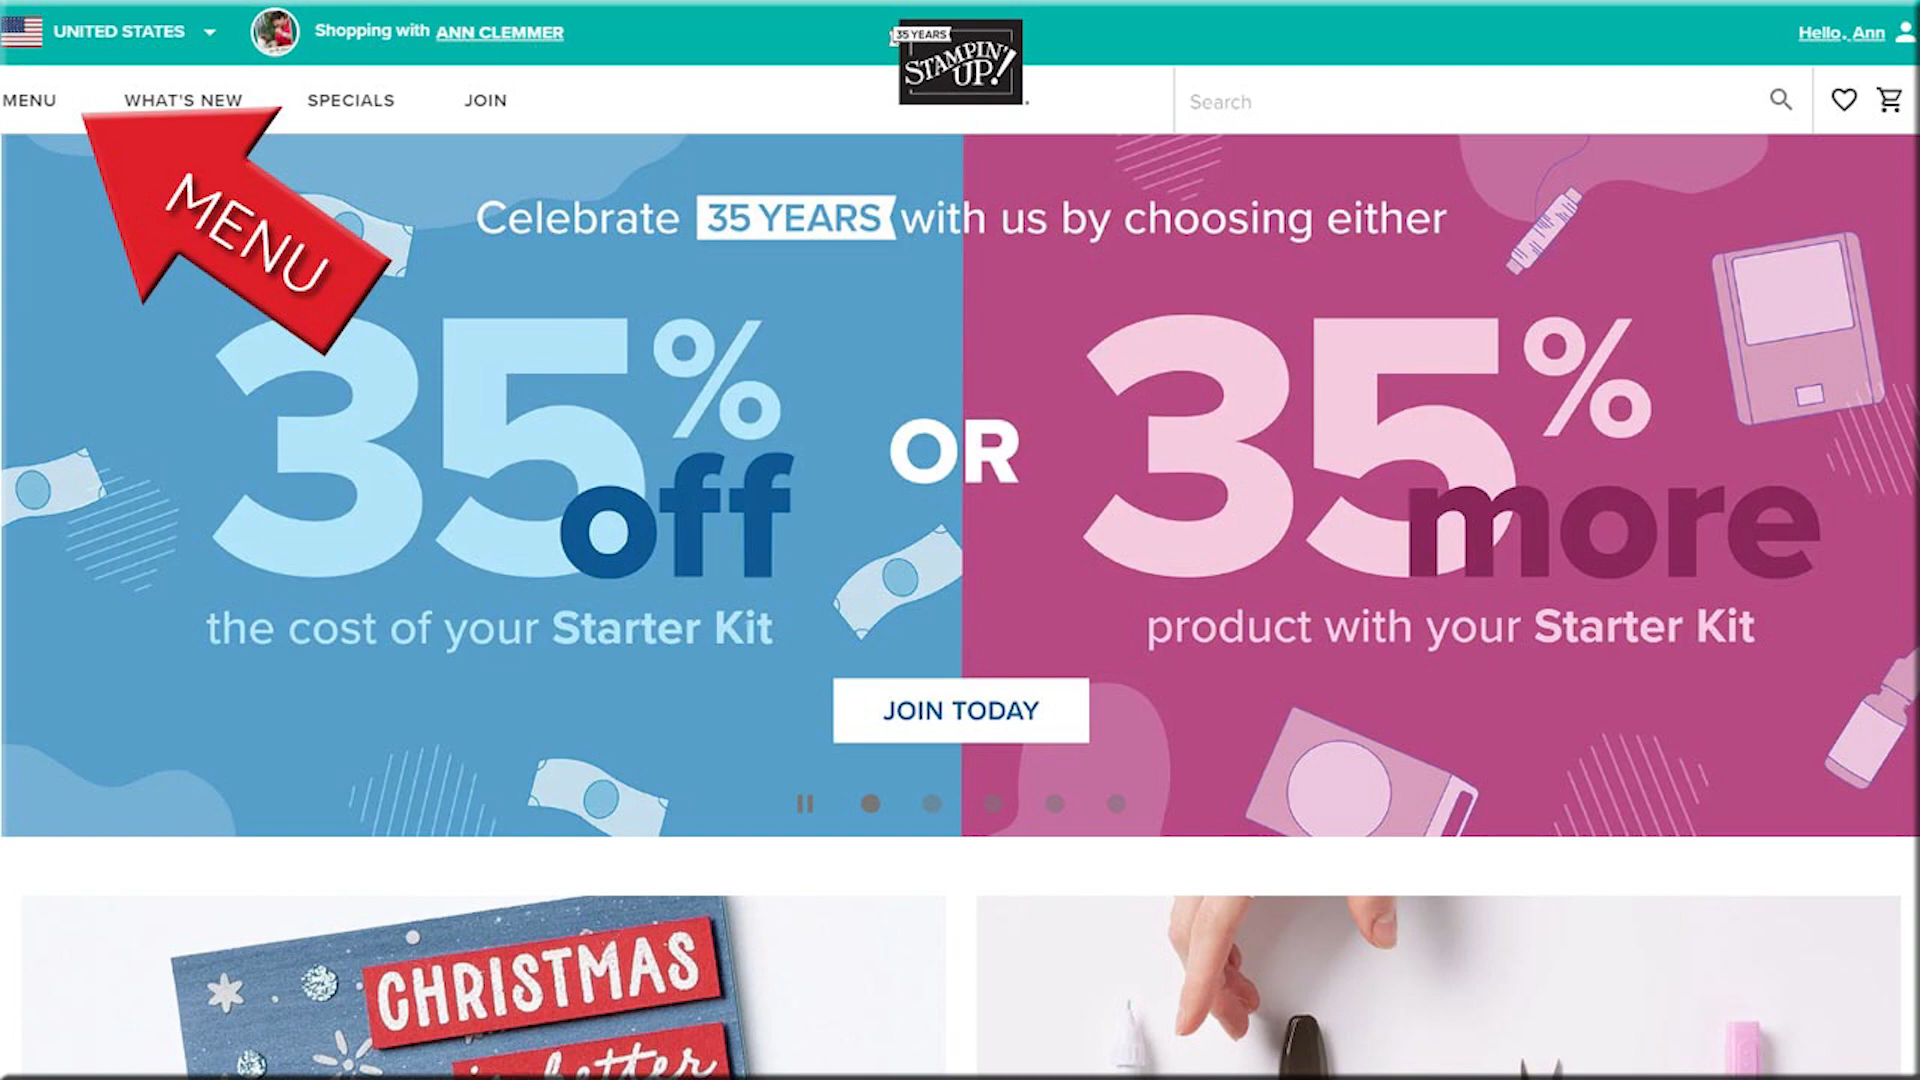 UNITED STATES
Shopping with ANN CLEMMER
35 YEARS
STAMPIN' UP!
Hello, Ann
MENU
WHAT'S NEW
SPECIALS
JOIN
Search
MENU
Celebrate 35 YEARS with us by choosing either
35% off
the cost of your Starter Kit
OR
35% more
product with your Starter Kit
JOIN TODAY
CHRISTMAS
is better